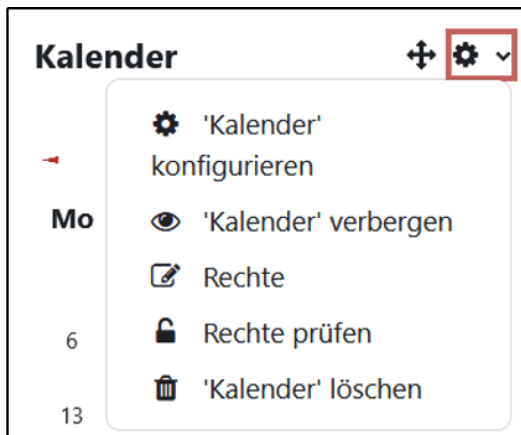 Kalender
'Kalender'
konfigurieren
Mo
'Kalender' verbergen
Rechte
6
Rechte prüfen
'Kalender' löschen
13